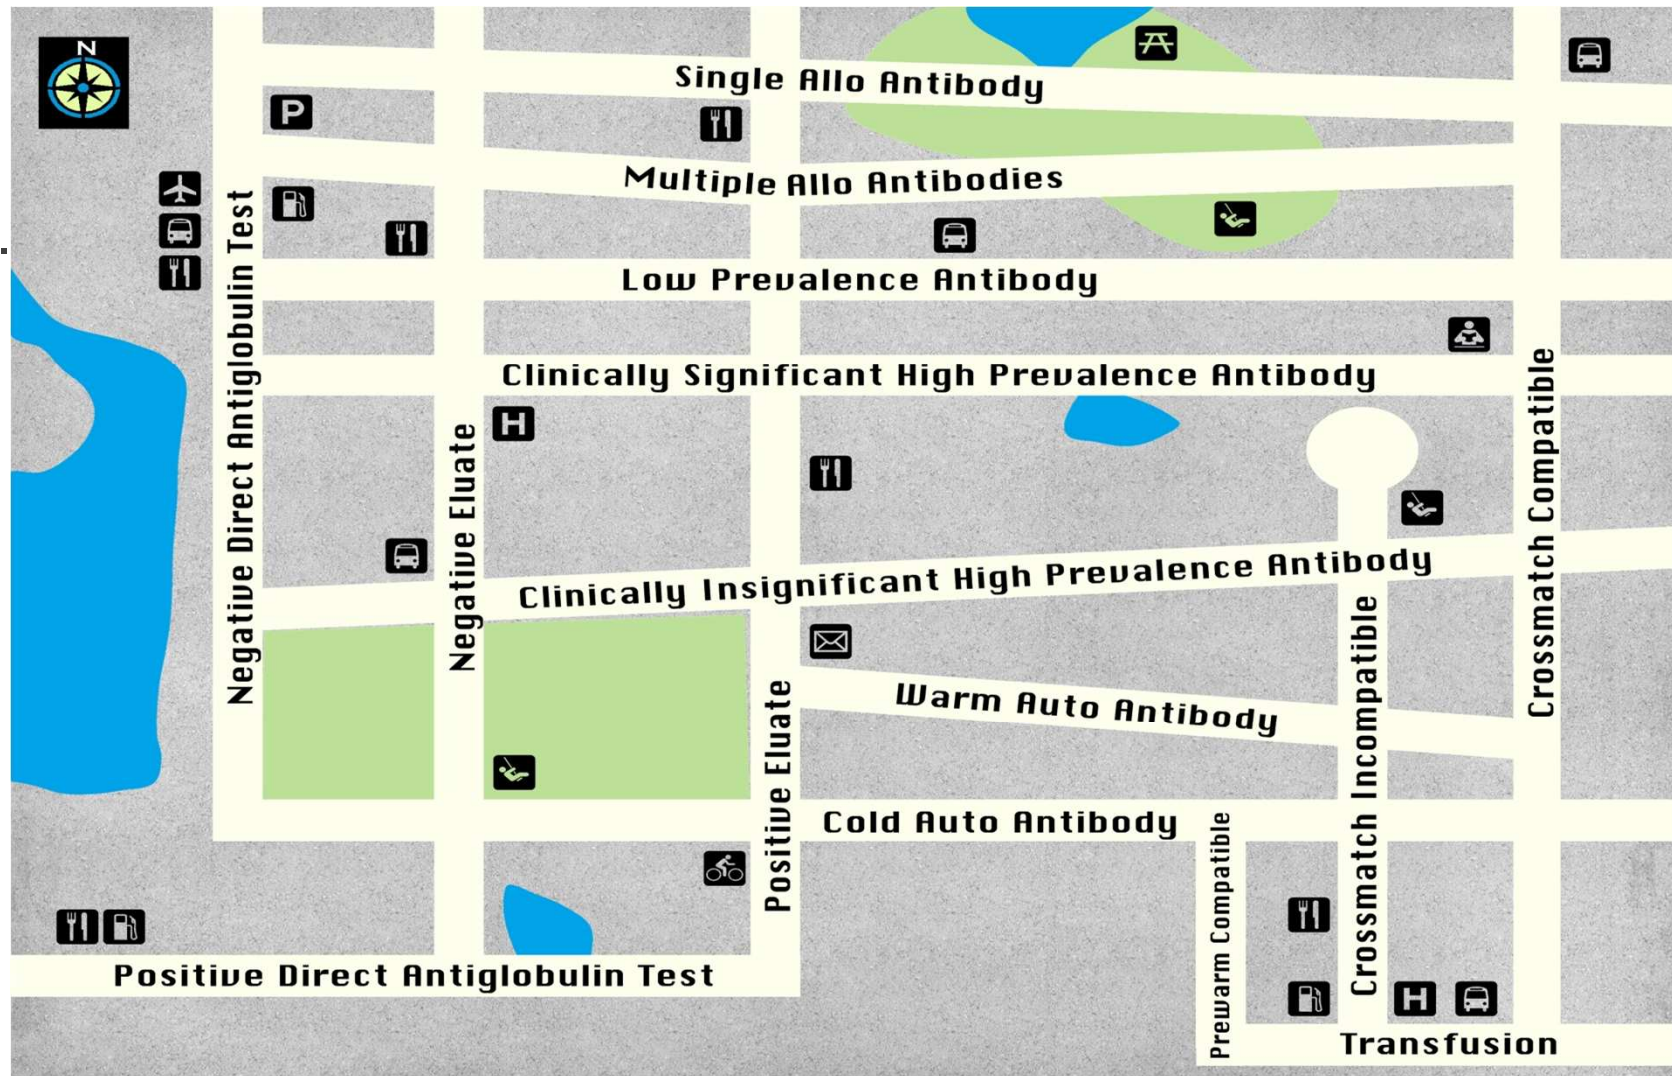 N
Single Allo Antibody
P
Multiple Allo Antibodies
Negative Direct Antiglobulin Test
Low Prevalence Antibody
Clinically Significant High Prevalence Antibody
Crossmatch Compatible
H
Negative Eluate
Clinically Insignificant High Prevalence Antibody
Crossmatch Incompatible
Positive Eluate
Warm Auto Antibody
Cold Auto Antibody
Prewarm Compatible
Positive Direct Antiglobulin Test
H
Transfusion